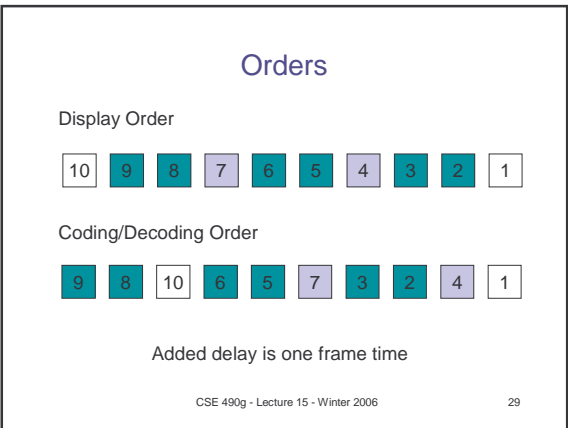 Orders
Display Order
10 9 8 7 6 5 4 3 2 1
Coding/Decoding Order
9 8 10 6 5 7 3 2 4 1
Added delay is one frame time
CSE 490g - Lecture 15 - Winter 2006 29